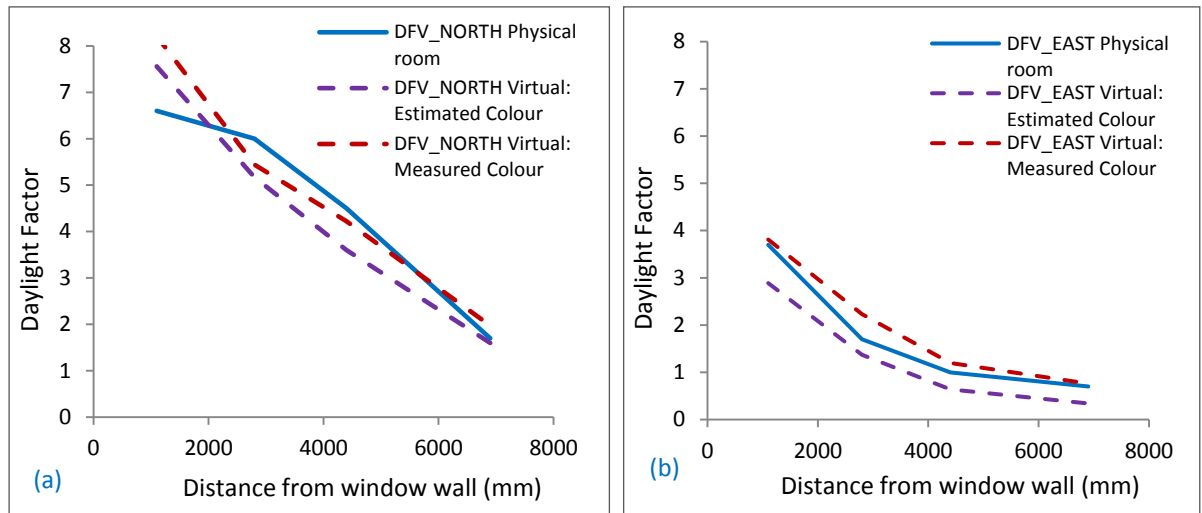 DFV_NORTH Physical
room
DFV_NORTH Virtual:
Estimated Colour
DFV_NORTH Virtual:
Measured Colour
8
7
6
5
4
3
2
1
0
Daylight Factor
0 2000 4000 6000 8000
(a)
Distance from window wall (mm)
DFV_EAST Physical
room
DFV_EAST Virtual:
Estimated Colour
DFV_EAST Virtual:
Measured Colour
8
7
6
5
4
3
2
1
0
Daylight Factor
0 2000 4000 6000 8000
(b)
Distance from window wall (mm)